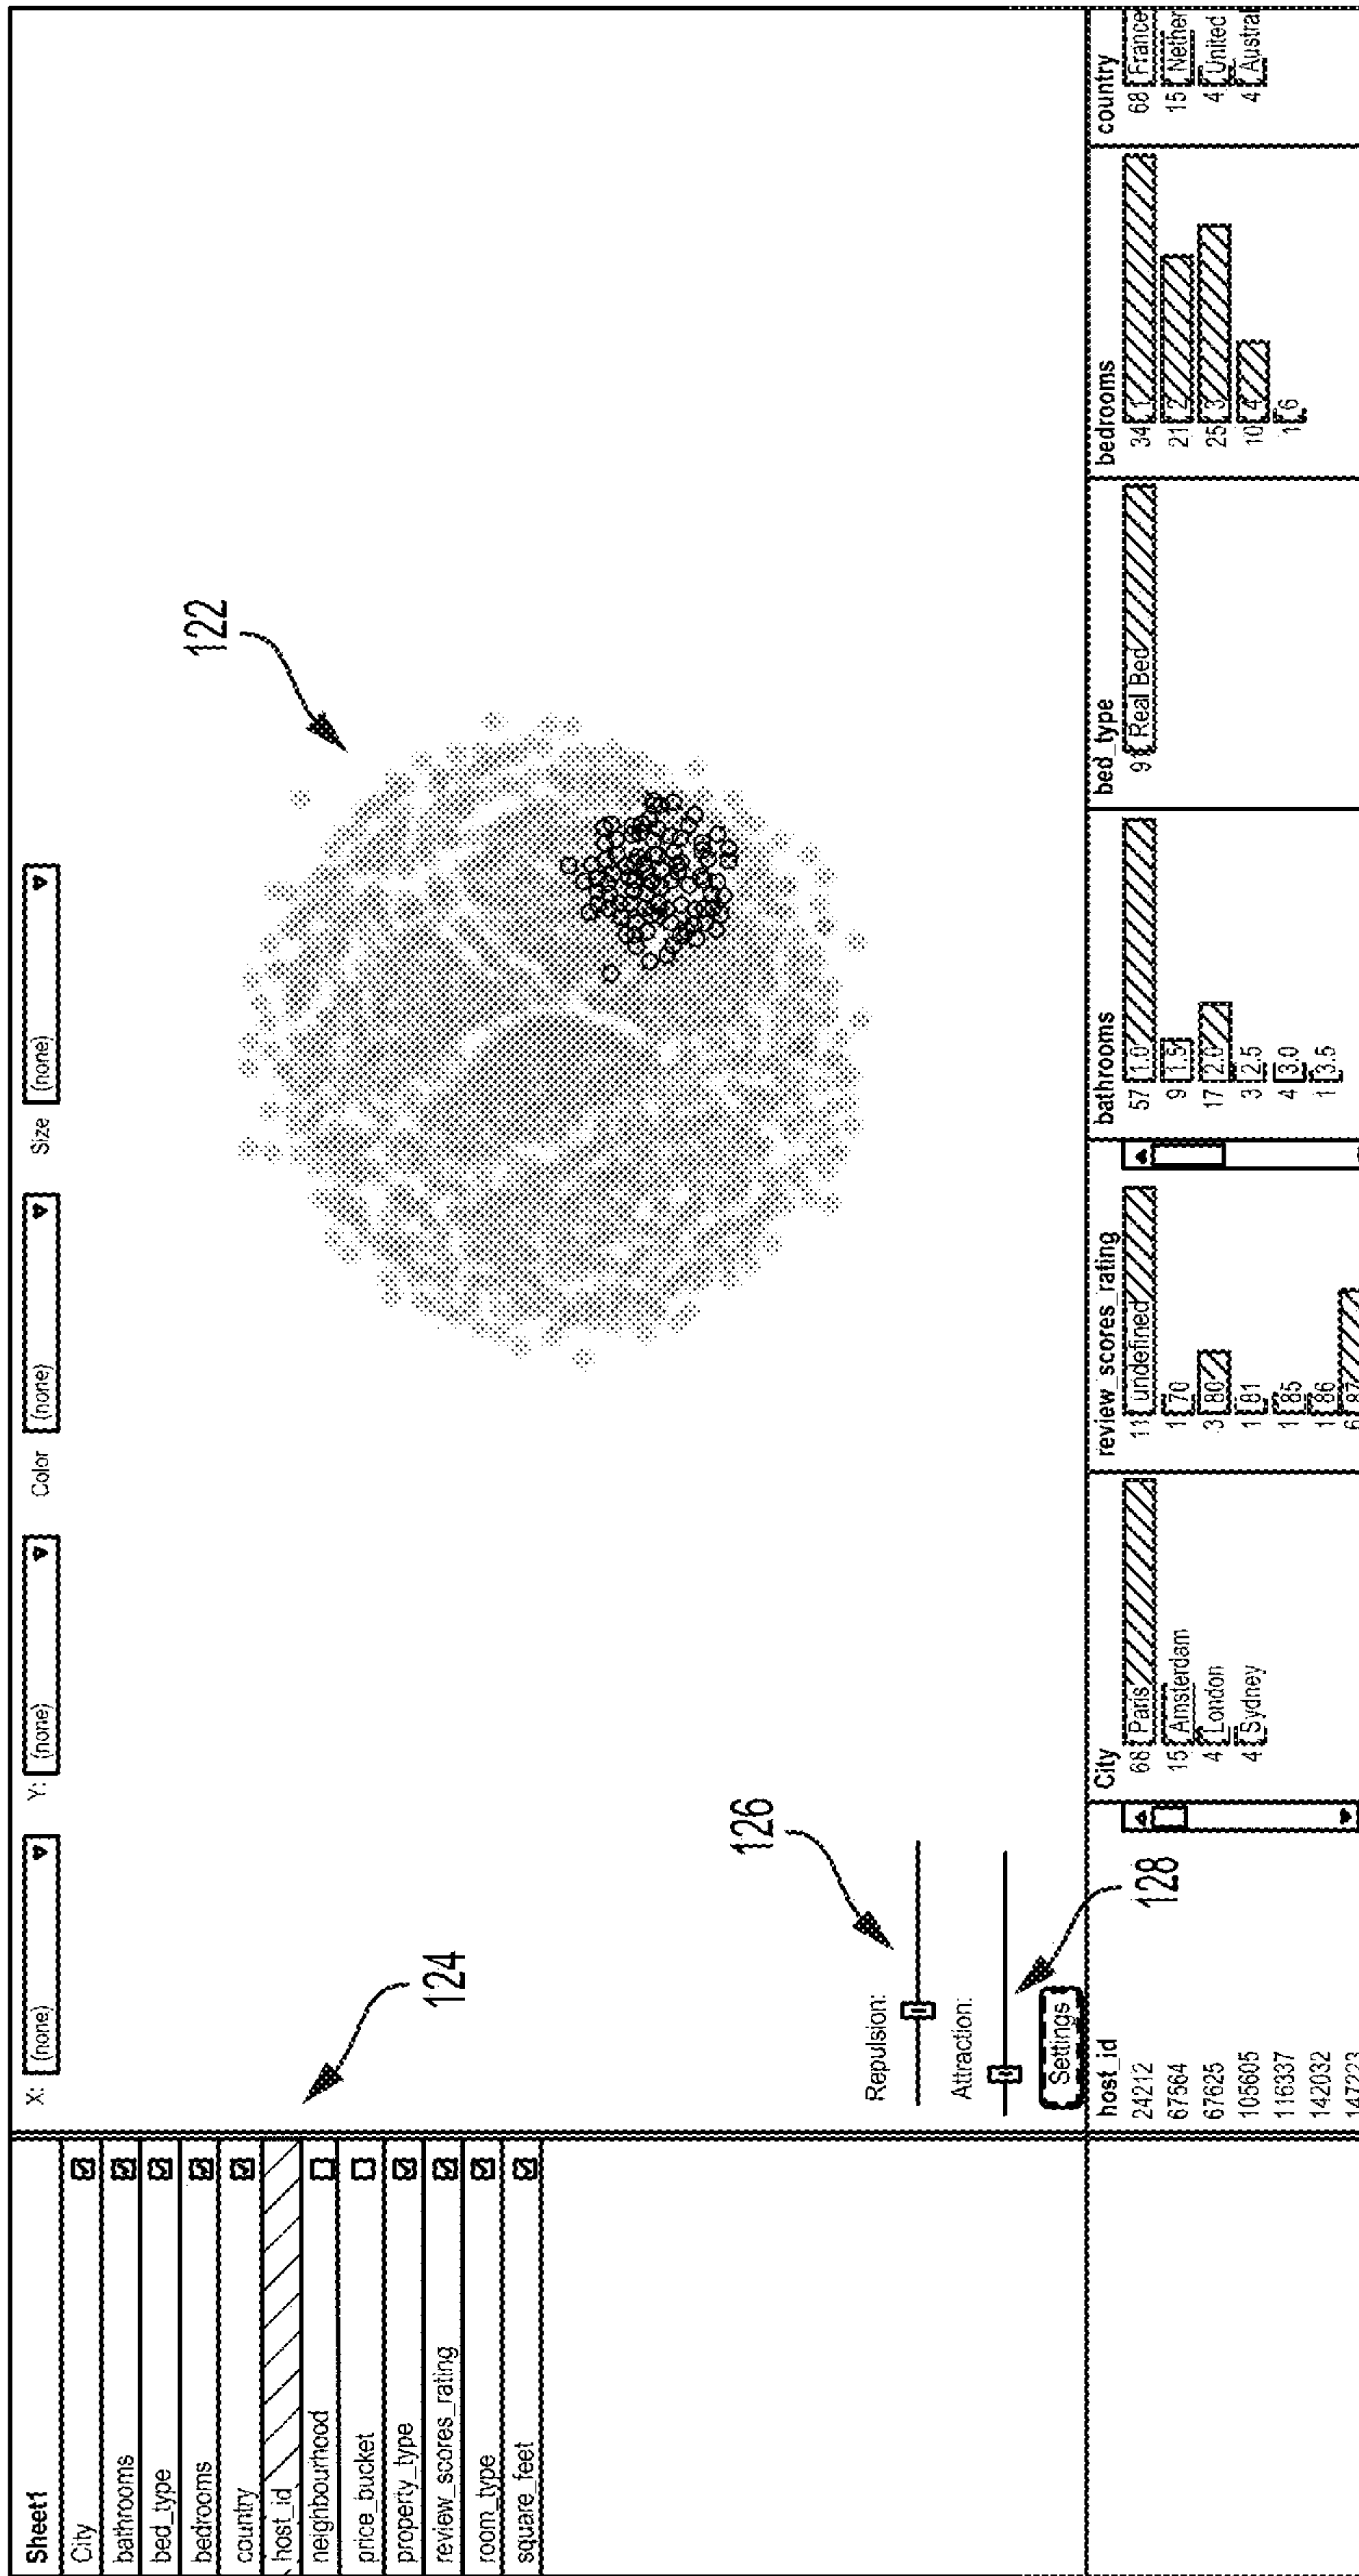 Sheet1
City
bathrooms
bed_type
bedrooms
country
host_id
neighbourhood
price_bucket
property_type
review_scores_rating
room_type
square_feet
X: (none)
Y: (none)
Color (none)
Size (none)
122
124
126
128
Repulsion:
Attraction:
Settings
host_id
24212
67564
67625
105605
116337
142032
147223
City
68 Paris
15 Amsterdam
4 London
4 Sydney
review_scores_rating
11 undefined
1 70
3 80
1 81
1 85
1 86
6 87
bathrooms
57 1.0
9 1.5
17 2.0
3 2.5
4 3.0
1 3.5
bed_type
91 Real Bed
bedrooms
34 1
21 2
25 3
10 4
1 6
country
68 France
15 Nether
4 United
4 Austral